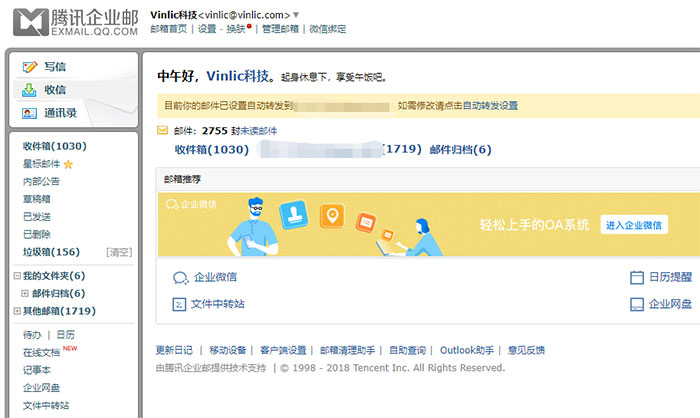 腾讯企业邮
EXMAIL.QQ.COM
Vinlic科技<vinlic@vinlic.com>
邮箱首页 | 设置 - 换肤 | 管理邮箱 | 微信绑定
写信
收信
通讯录
收件箱(1030)
星标邮件
内部公告
草稿箱
已发送
已删除
垃圾箱(156) [清空]
我的文件夹(6)
邮件归档(6)
其他邮箱(1719)
待办 | 日历
在线文档 NEW
记事本
企业网盘
文件中转站
中午好，Vinlic科技。起身休息下，享受午饭吧。
目前你的邮件已设置自动转发到 如需修改请点击自动转发设置
邮件：2755 封未读邮件
收件箱(1030) (1719) 邮件归档(6)
邮箱推荐
企业微信
轻松上手的OA系统
进入企业微信
企业微信
日历提醒
文件中转站
企业网盘
更新日记 | 移动设备 | 客户端设置 | 邮箱清理助手 | 自助查询 | Outlook助手 | 意见反馈
由腾讯企业邮提供技术支持 | © 1998 - 2018 Tencent Inc. All Rights Reserved.